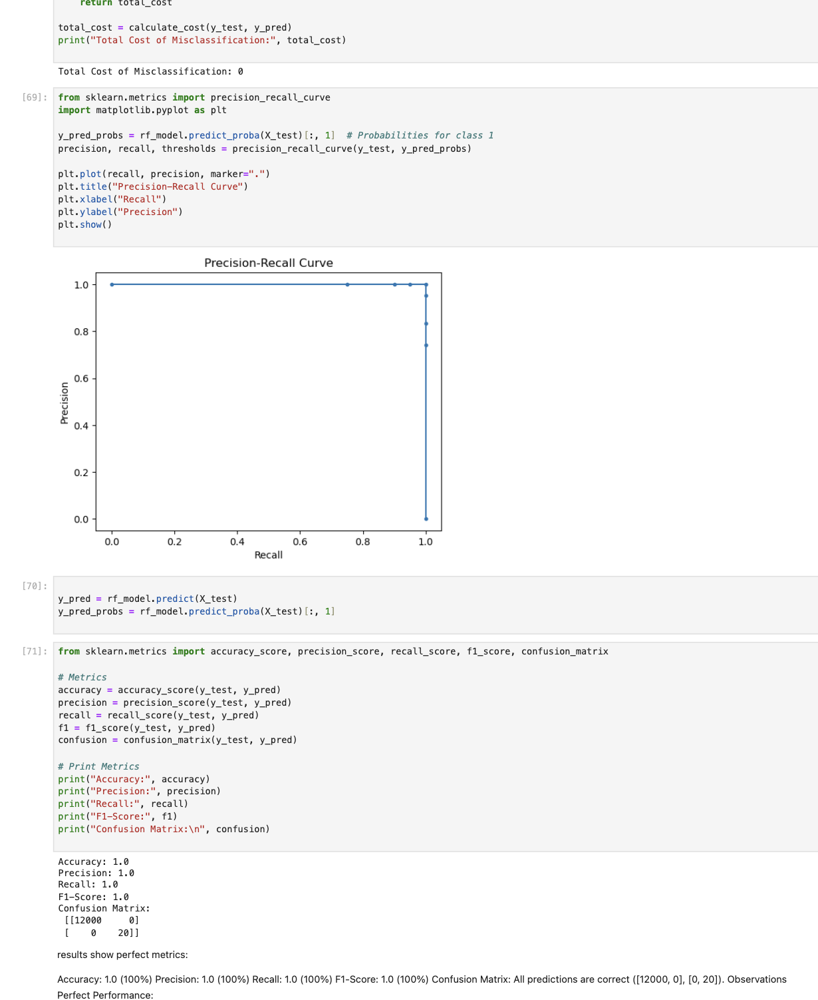 return total_cost
total_cost = calculate_cost(y_test, y_pred)
print("Total Cost of Misclassification:", total_cost)
Total Cost of Misclassification: 0
[69]:
from sklearn.metrics import precision_recall_curve
import matplotlib.pyplot as plt
y_pred_probs = rf_model.predict_proba(X_test)[:, 1]  # Probabilities for class 1
precision, recall, thresholds = precision_recall_curve(y_test, y_pred_probs)
plt.plot(recall, precision, marker=".")
plt.title("Precision-Recall Curve")
plt.xlabel("Recall")
plt.ylabel("Precision")
plt.show()
Precision-Recall Curve
1.0
0.8
0.6
0.4
0.2
0.0
Precision
0.0 0.2 0.4 0.6 0.8 1.0
Recall
[70]:
y_pred = rf_model.predict(X_test)
y_pred_probs = rf_model.predict_proba(X_test)[:, 1]
[71]:
from sklearn.metrics import accuracy_score, precision_score, recall_score, f1_score, confusion_matrix
# Metrics
accuracy = accuracy_score(y_test, y_pred)
precision = precision_score(y_test, y_pred)
recall = recall_score(y_test, y_pred)
f1 = f1_score(y_test, y_pred)
confusion = confusion_matrix(y_test, y_pred)
# Print Metrics
print("Accuracy:", accuracy)
print("Precision:", precision)
print("Recall:", recall)
print("F1-Score:", f1)
print("Confusion Matrix:\n", confusion)
Accuracy: 1.0
Precision: 1.0
Recall: 1.0
F1-Score: 1.0
Confusion Matrix:
[[12000     0]
[    0    20]]
results show perfect metrics:
Accuracy: 1.0 (100%) Precision: 1.0 (100%) Recall: 1.0 (100%) F1-Score: 1.0 (100%) Confusion Matrix: All predictions are correct ([12000, 0], [0, 20]). Observations
Perfect Performance: